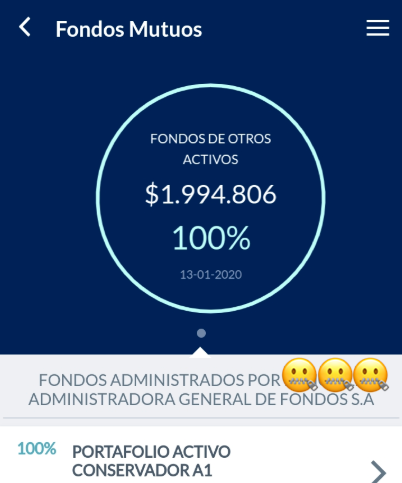 Fondos Mutuos
FONDOS DE OTROS
ACTIVOS
$1.994.806
100%
13-01-2020
FONDOS ADMINISTRADOS POR
ADMINISTRADORA GENERAL DE FONDOS S.A
100% PORTAFOLIO ACTIVO
CONSERVADOR A1